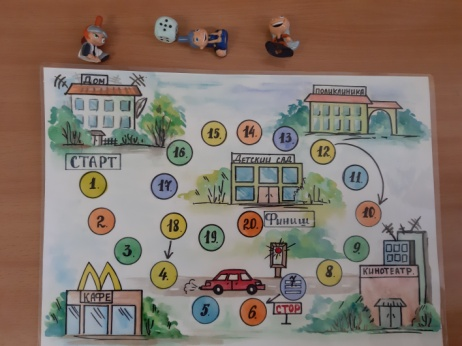 ДОМ
ПОЛИКЛИНИКА
СТАРТ
ДЕТСКИЙ САД
15.
14.
13
12
16
11
1.
17
10
2.
18
19
20.
ФИНИШ
3.
9
4.
8
7
КАФЕ
5
6.
СТОР
КИНОТЕАТР.